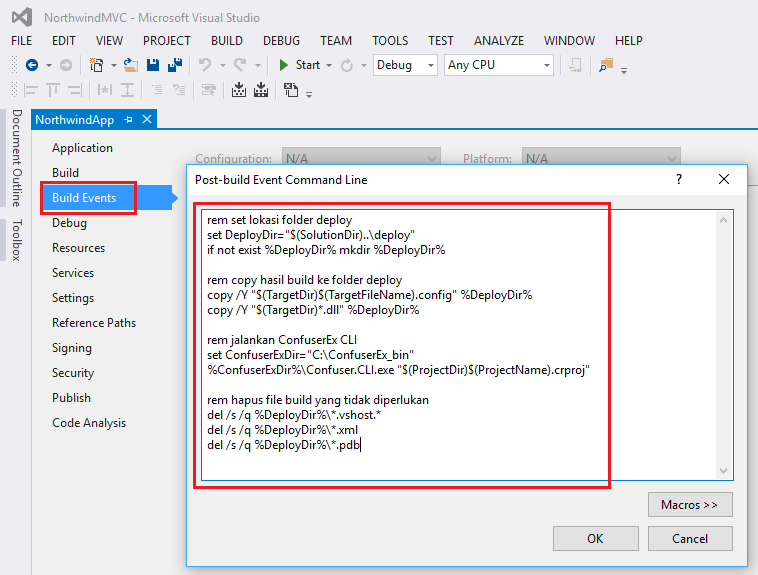 NorthwindMVC - Microsoft Visual Studio
FILE EDIT VIEW PROJECT BUILD DEBUG TEAM TOOLS TEST ANALYZE WINDOW HELP
Start Debug Any CPU
Document Outline
Toolbox
NorthwindApp
Application
Build
Build Events
Debug
Resources
Services
Settings
Reference Paths
Signing
Security
Publish
Code Analysis
Configuration: N/A Platform: N/A
Post-build Event Command Line ?
rem set lokasi folder deploy
set DeployDir="$(SolutionDir)..\deploy"
if not exist %DeployDir% mkdir %DeployDir%
rem copy hasil build ke folder deploy
copy /Y "$(TargetDir)$(TargetFileName).config" %DeployDir%
copy /Y "$(TargetDir)*.dll" %DeployDir%
rem jalankan ConfuserEx CLI
set ConfuserExDir="C:\ConfuserEx_bin"
%ConfuserExDir%\Confuser.CLI.exe "$(ProjectDir)$(ProjectName).crproj"
rem hapus file build yang tidak diperlukan
del /s /q %DeployDir%\*.vshost.*
del /s /q %DeployDir%\*.xml
del /s /q %DeployDir%\*.pdb
Macros >>
OK Cancel